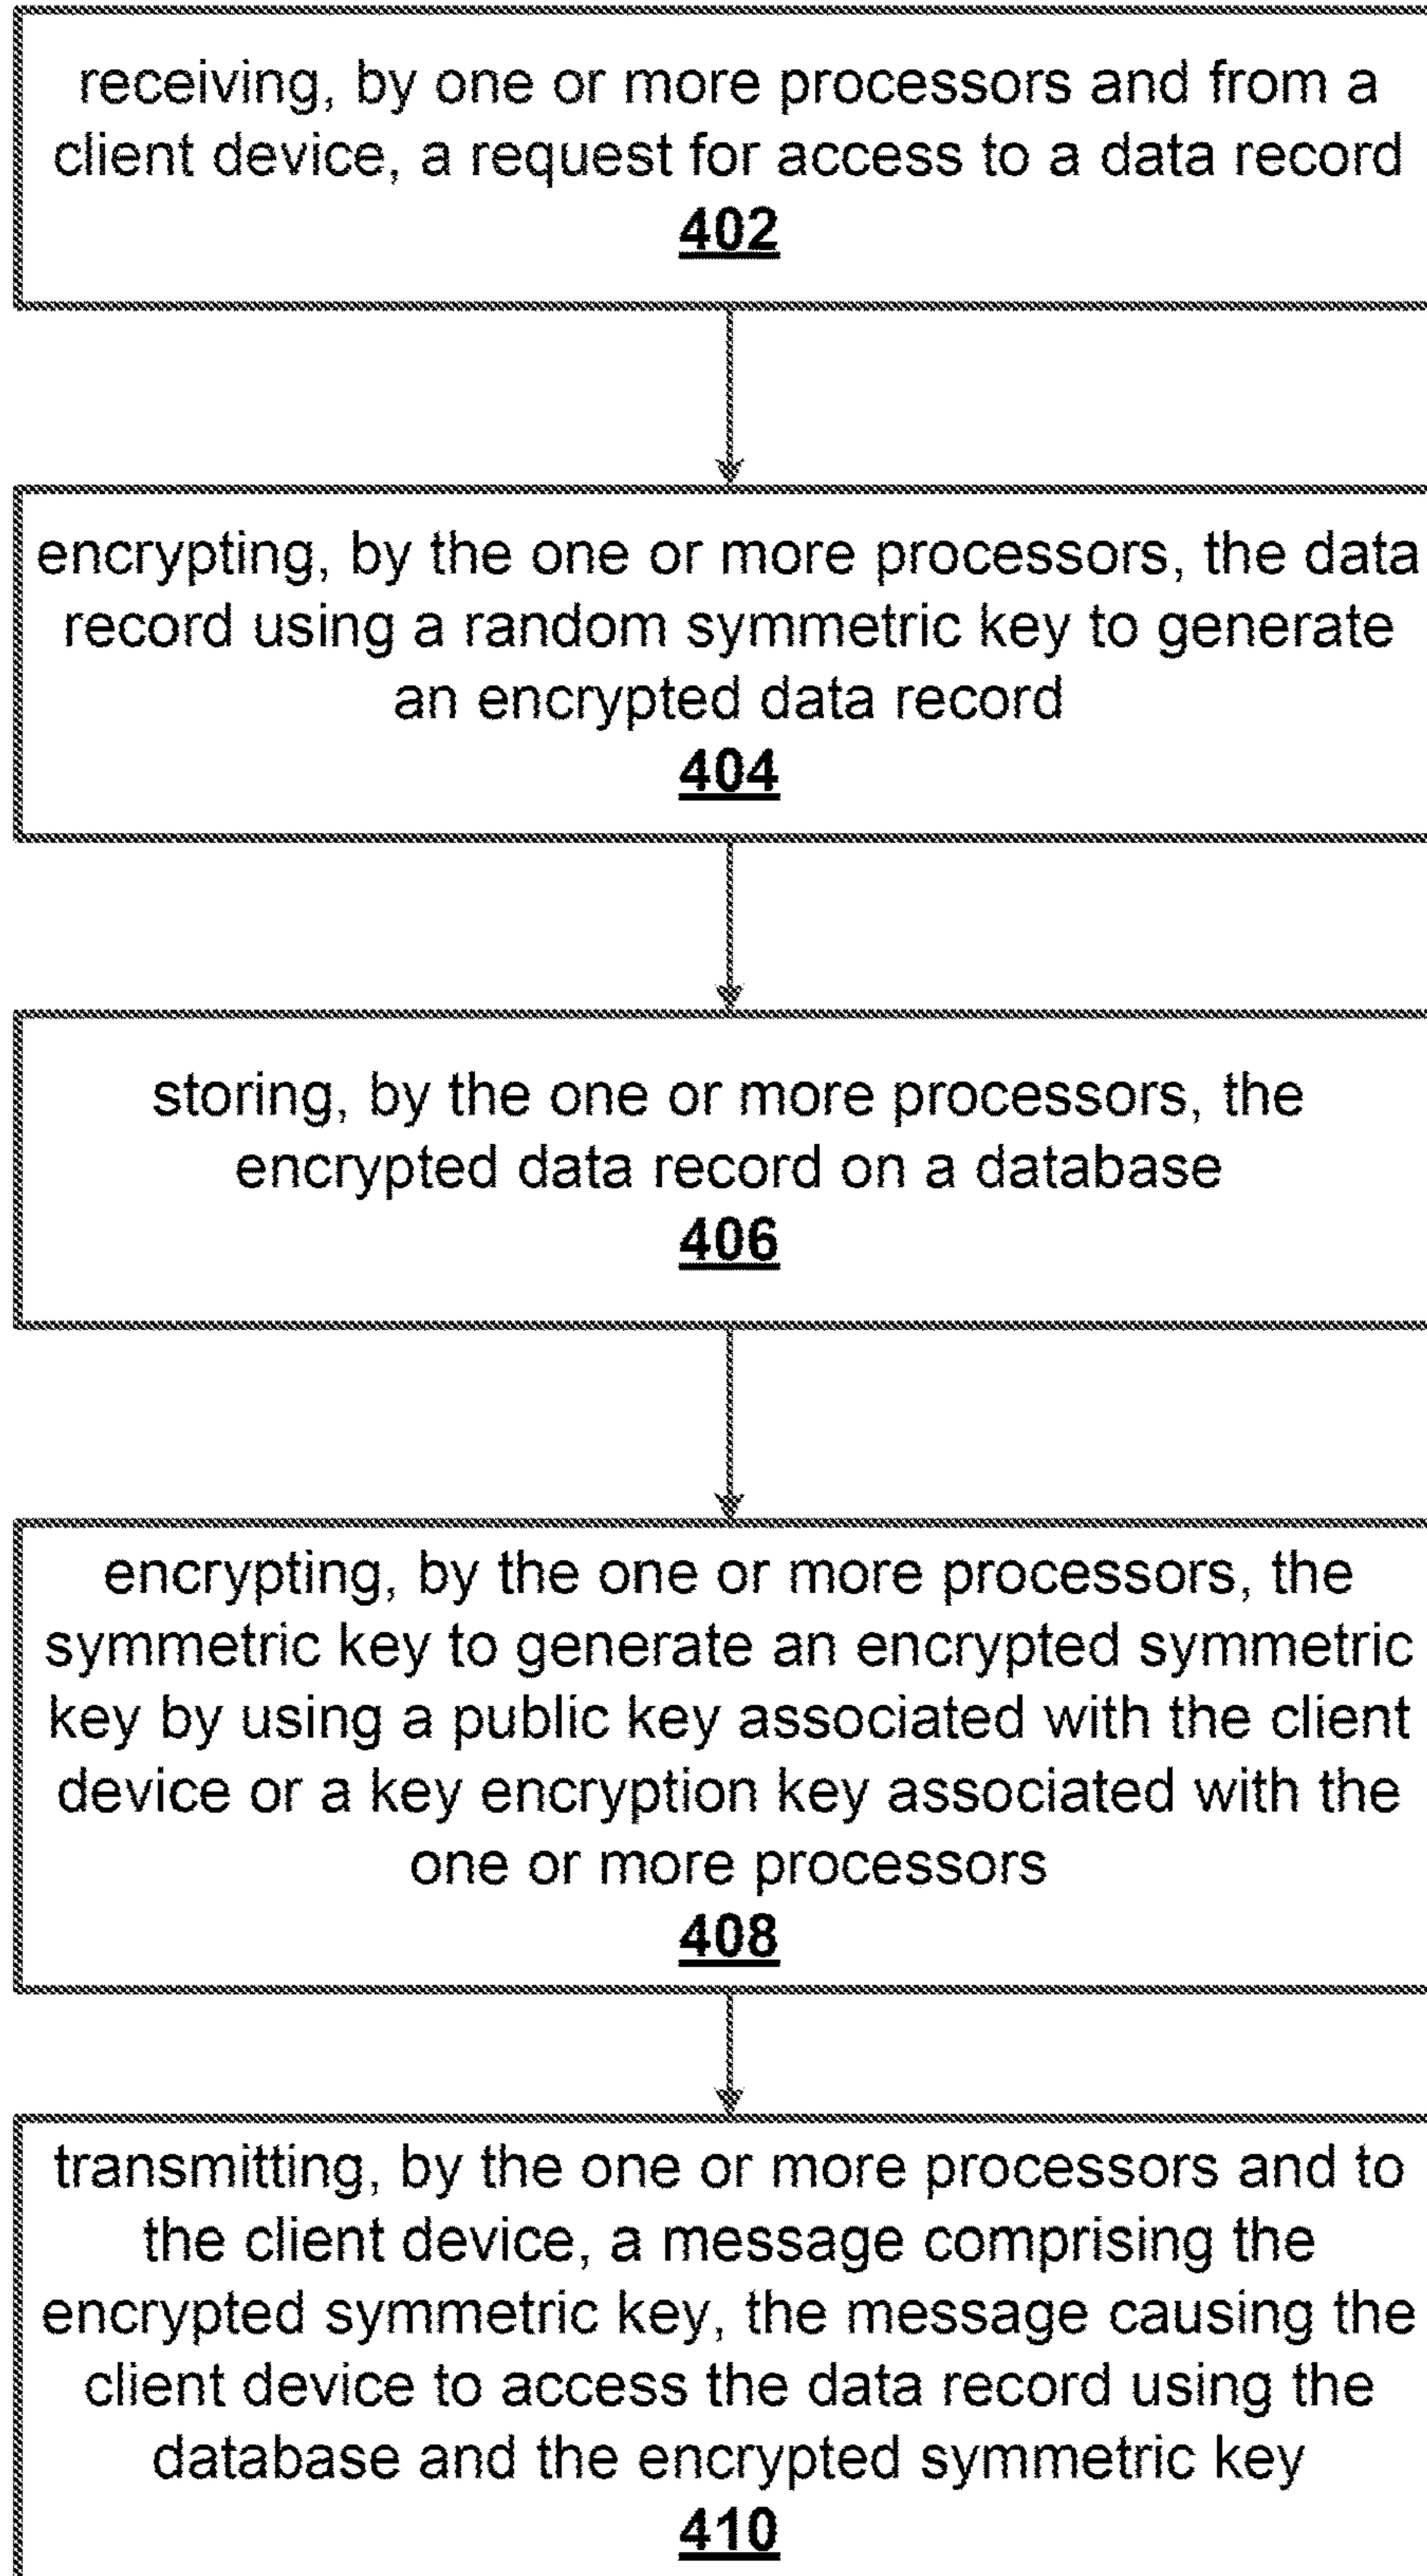 receiving, by one or more processors and from a
client device, a request for access to a data record
402
encrypting, by the one or more processors, the data
record using a random symmetric key to generate
an encrypted data record
404
storing, by the one or more processors, the
encrypted data record on a database
406
encrypting, by the one or more processors, the
symmetric key to generate an encrypted symmetric
key by using a public key associated with the client
device or a key encryption key associated with the
one or more processors
408
transmitting, by the one or more processors and to
the client device, a message comprising the
encrypted symmetric key, the message causing the
client device to access the data record using the
database and the encrypted symmetric key
410